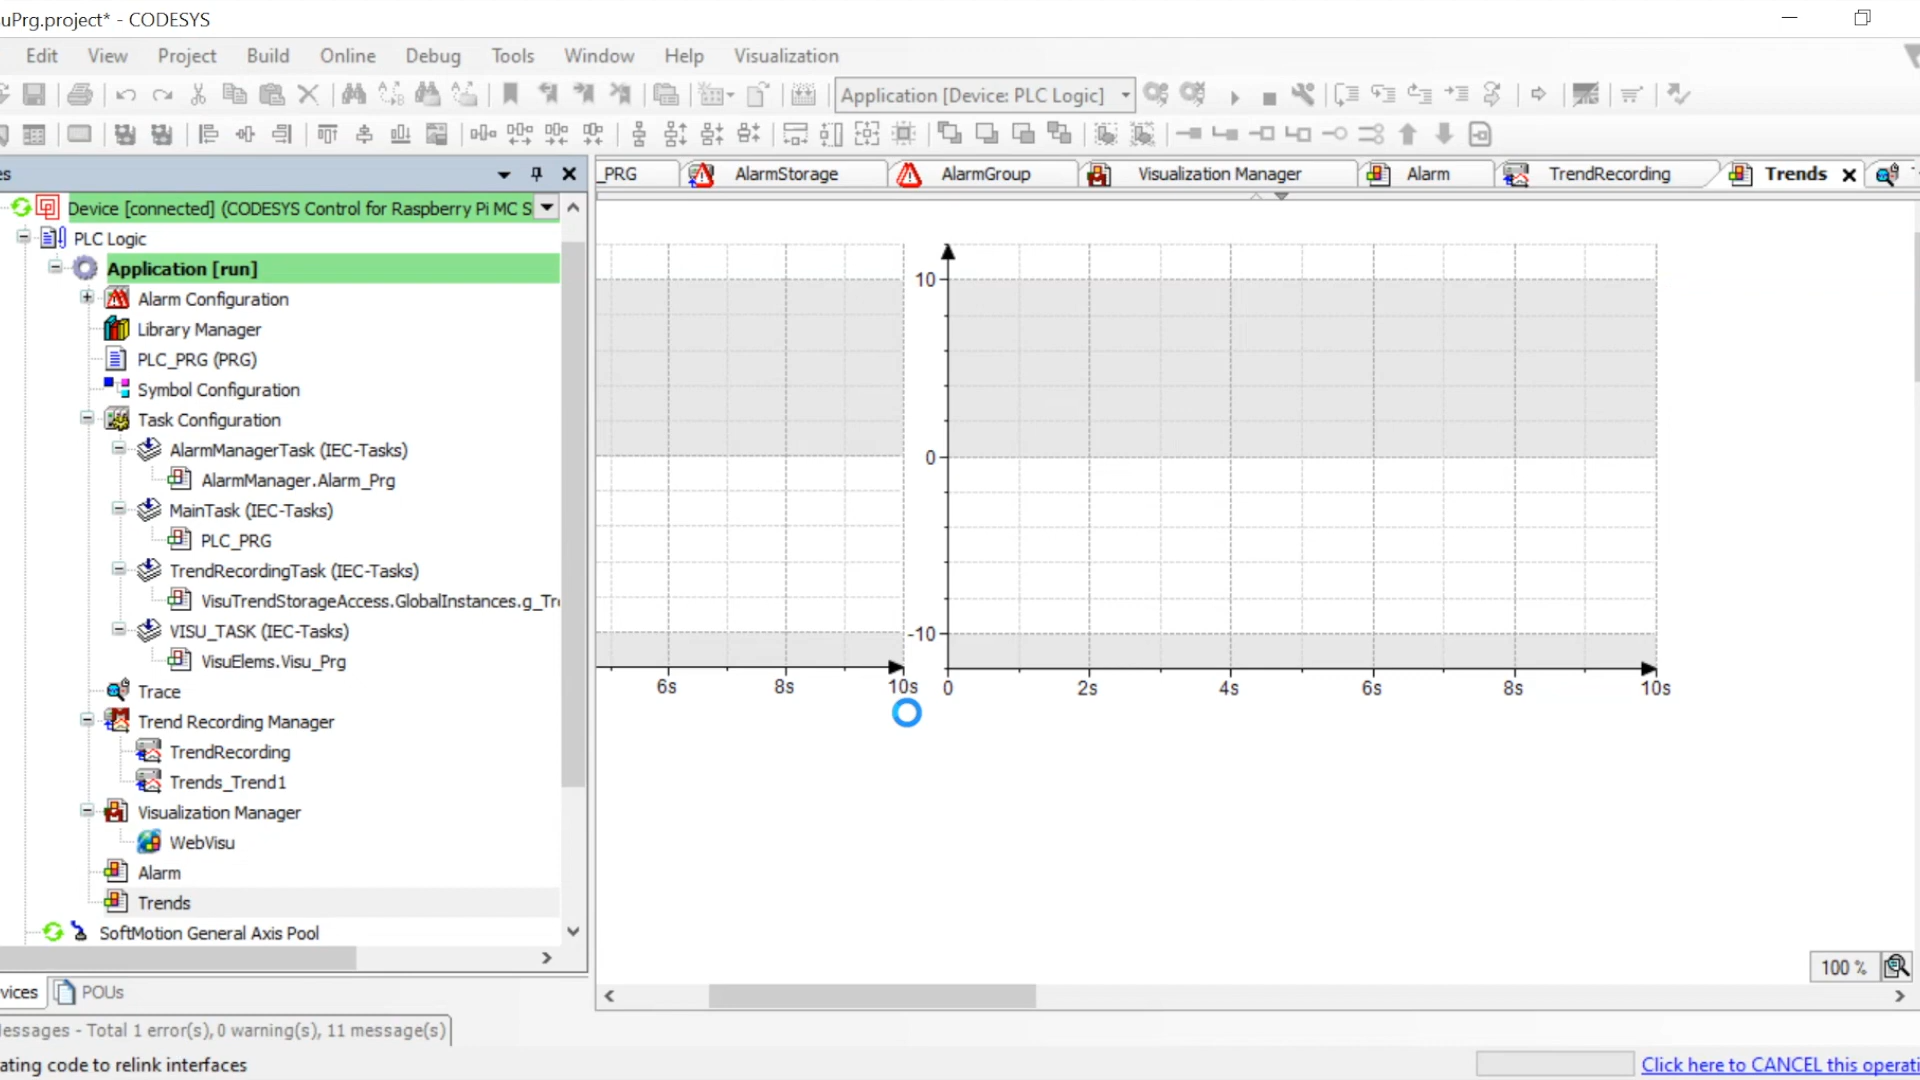 uPrg.project* - CODESYS
Edit View Project Build Online Debug Tools Window Help Visualization
Application [Device: PLC Logic]
es
_PRG AlarmStorage AlarmGroup Visualization Manager Alarm TrendRecording Trends
Device [connected] (CODESYS Control for Raspberry Pi MC S
PLC Logic
Application [run]
Alarm Configuration
Library Manager
PLC_PRG (PRG)
Symbol Configuration
Task Configuration
AlarmManagerTask (IEC-Tasks)
AlarmManager.Alarm_Prg
MainTask (IEC-Tasks)
PLC_PRG
TrendRecordingTask (IEC-Tasks)
VisuTrendStorageAccess.GlobalInstances.g_Tr
VISU_TASK (IEC-Tasks)
VisuElems.Visu_Prg
Trace
Trend Recording Manager
TrendRecording
Trends_Trend1
Visualization Manager
WebVisu
Alarm
Trends
SoftMotion General Axis Pool
vices POUs
10
0
-10
6s 8s 10s 0 2s 4s 6s 8s 10s
100 %
essages - Total 1 error(s), 0 warning(s), 11 message(s)
ating code to relink interfaces
Click here to CANCEL this operati